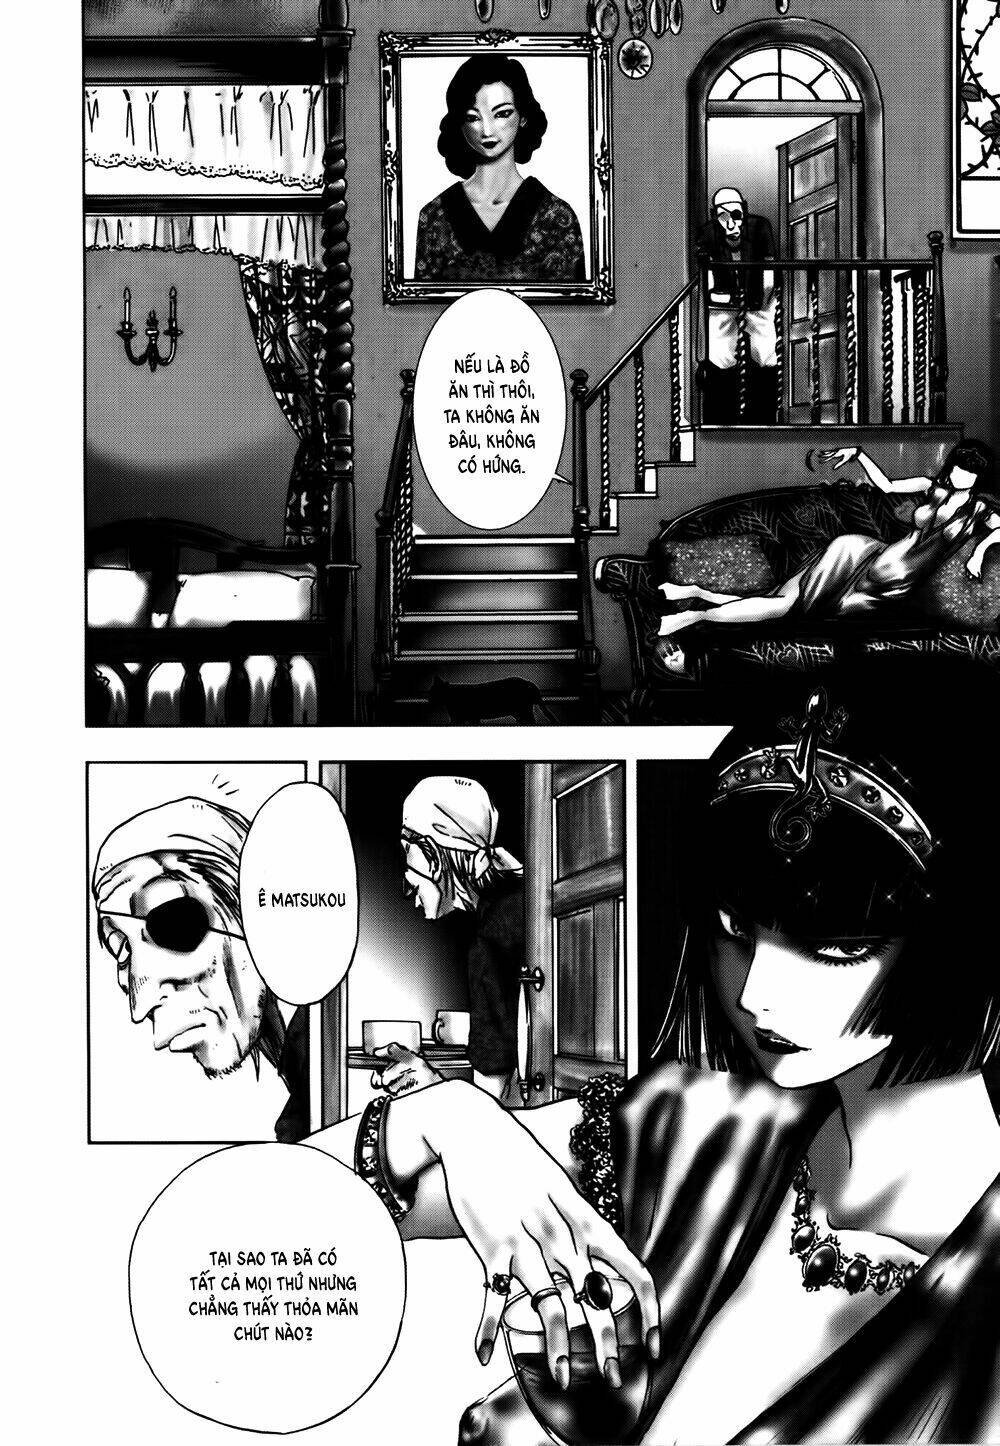 NẾU LÀ ĐỒ
ĂN THÌ THÔI,
TA KHÔNG ĂN
ĐÂU, KHÔNG
CÓ HỨNG.
Ê MATSUKOU
TẠI SAO TA ĐÃ CÓ
TẤT CẢ MỌI THỨ NHƯNG
CHẲNG THẤY THỎA MÃN
CHÚT NÀO?